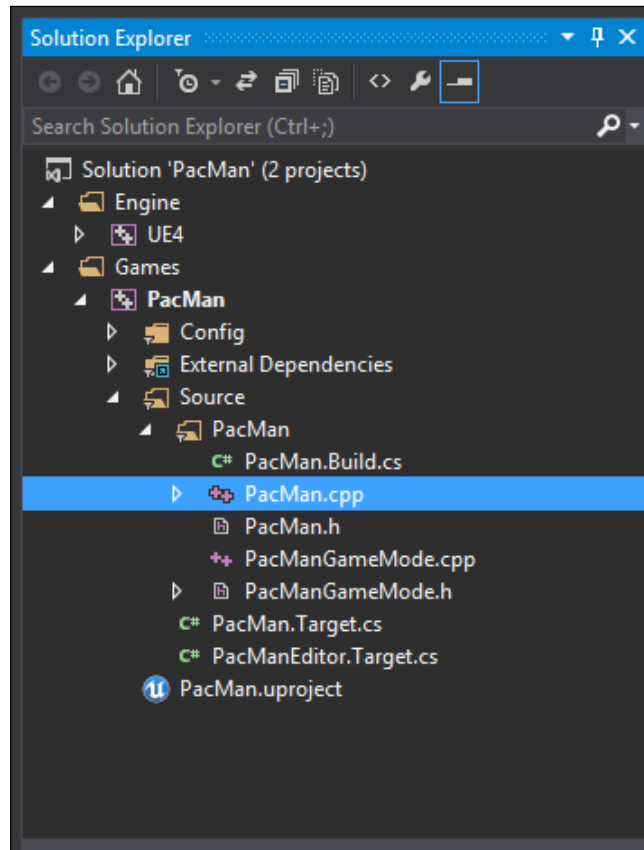 Solution Explorer
Search Solution Explorer (Ctrl+;)
Solution 'PacMan' (2 projects)
Engine
UE4
Games
PacMan
Config
External Dependencies
Source
PacMan
C# PacMan.Build.cs
PacMan.cpp
PacMan.h
PacManGameMode.cpp
PacManGameMode.h
C# PacMan.Target.cs
C# PacManEditor.Target.cs
PacMan.uproject